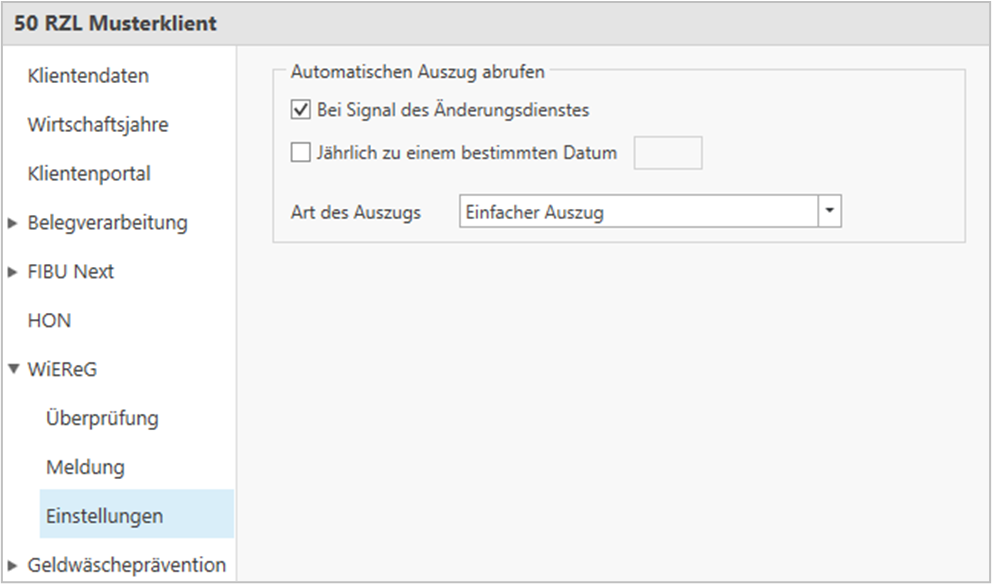 50 RZL Musterklient
Klientendaten
Wirtschaftsjahre
Klientenportal
Belegverarbeitung
FIBU Next
HON
WiEReG
Überprüfung
Meldung
Einstellungen
Geldwäscheprävention
Automatischen Auszug abrufen
Bei Signal des Änderungsdienstes
Jährlich zu einem bestimmten Datum
Art des Auszugs Einfacher Auszug